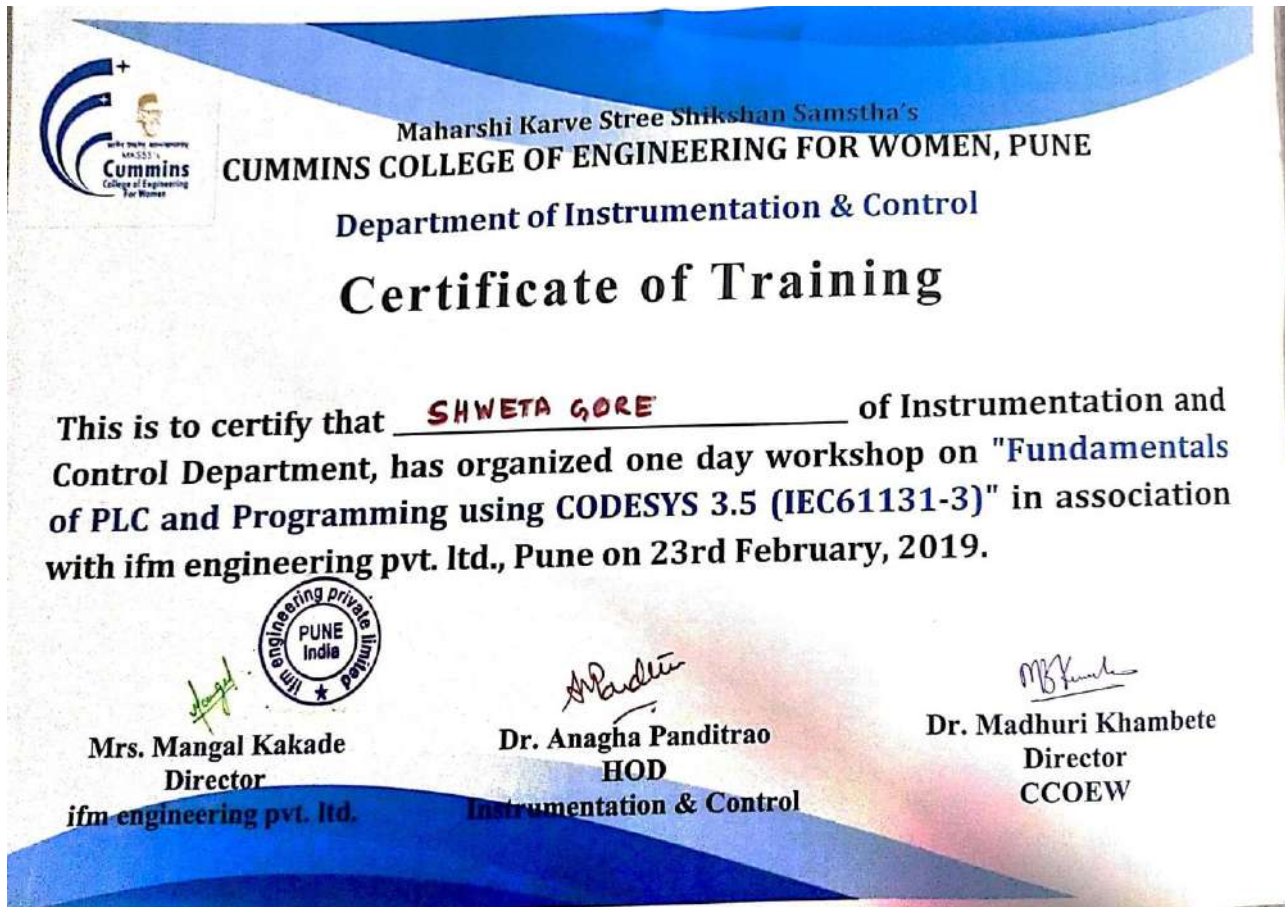 MKSSS's
Cummins
College of Engineering
For Women
Maharshi Karve Stree Shikshan Samstha's
CUMMINS COLLEGE OF ENGINEERING FOR WOMEN, PUNE
Department of Instrumentation & Control
Certificate of Training
This is to certify that SHWETA GORE of Instrumentation and
Control Department, has organized one day workshop on "Fundamentals
of PLC and Programming using CODESYS 3.5 (IEC61131-3)" in association
with ifm engineering pvt. ltd., Pune on 23rd February, 2019.
ifm engineering private limited
PUNE
India
Mrs. Mangal Kakade
Director
ifm engineering pvt. ltd.
Dr. Anagha Panditrao
HOD
Instrumentation & Control
Dr. Madhuri Khambete
Director
CCOEW